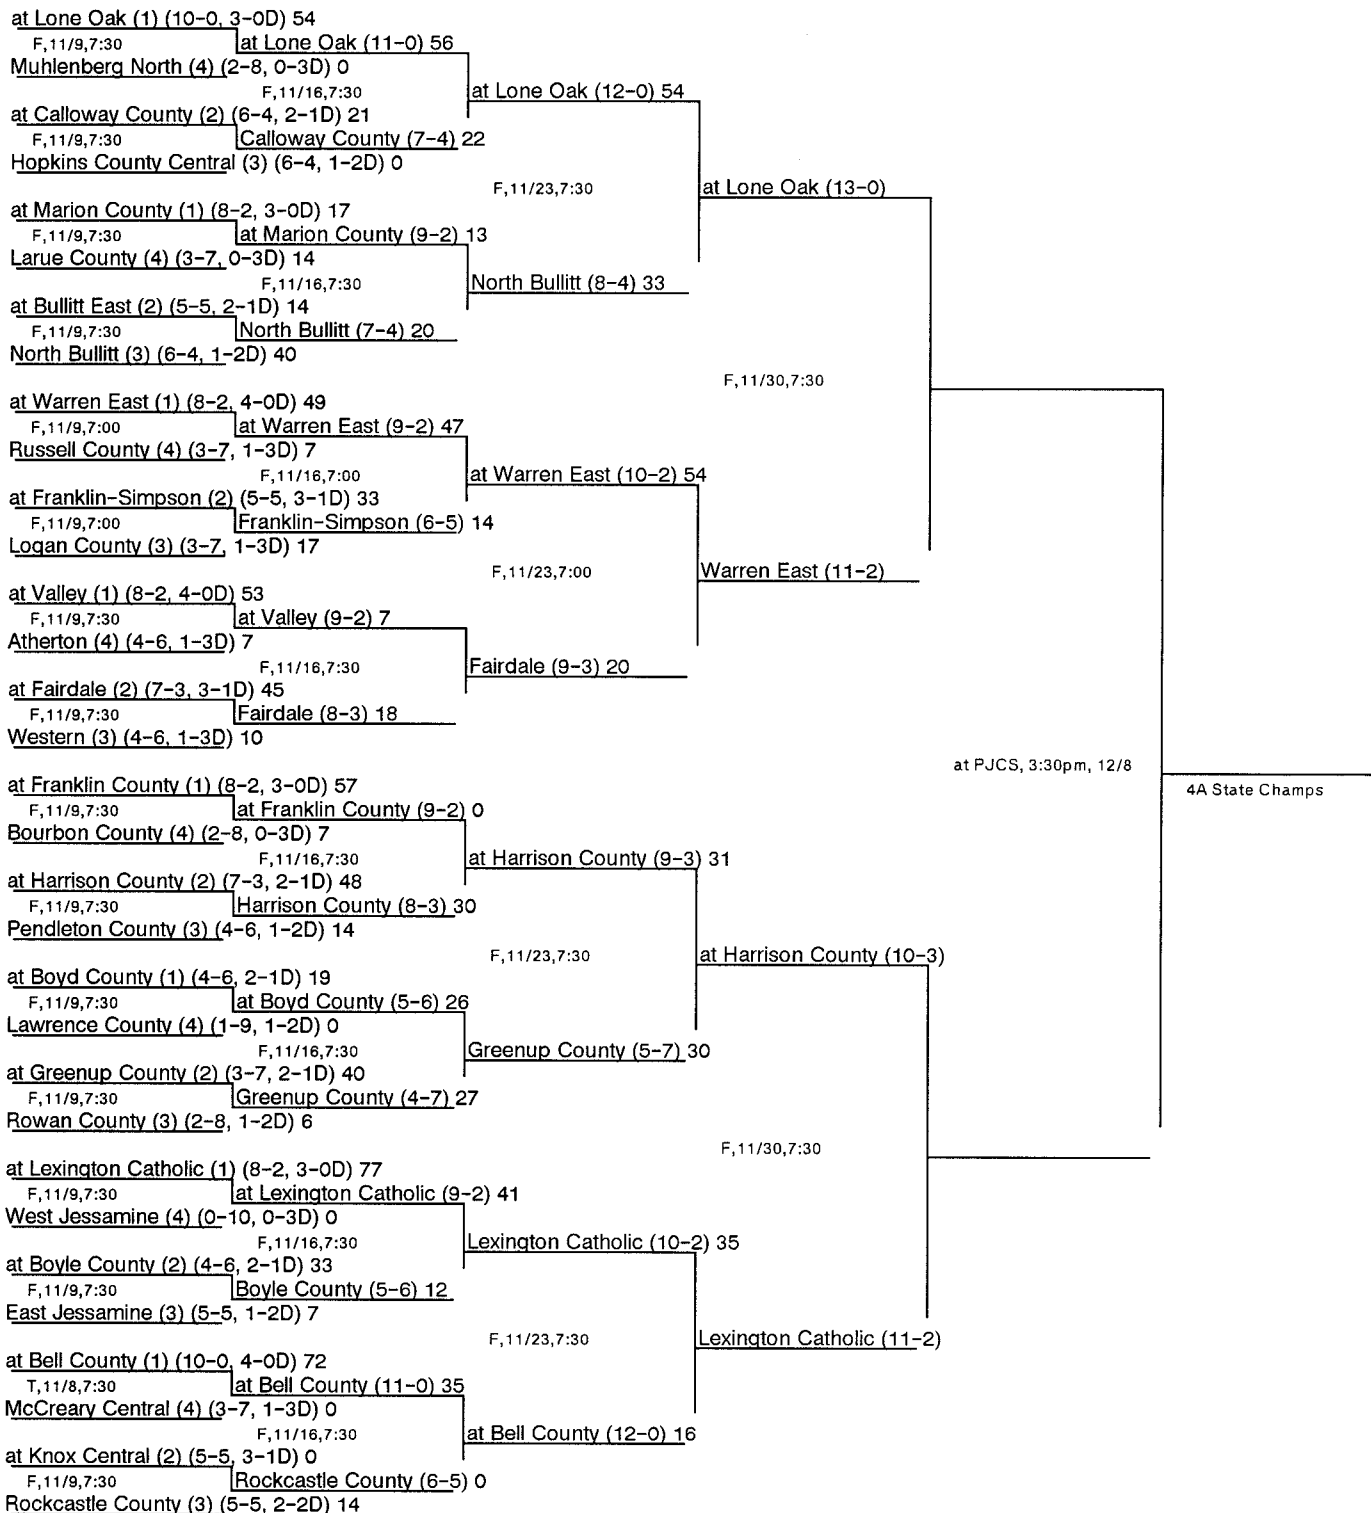 at Lone Oak (1) (10-0, 3-0D) 54
F,11/9,7:30
at Lone Oak (11-0) 56
Muhlenberg North (4) (2-8, 0-3D) 0
F,11/16,7:30
at Lone Oak (12-0) 54
at Calloway County (2) (6-4, 2-1D) 21
F,11/9,7:30
Calloway County (7-4) 22
Hopkins County Central (3) (6-4, 1-2D) 0
F,11/23,7:30
at Lone Oak (13-0)
at Marion County (1) (8-2, 3-0D) 17
F,11/9,7:30
at Marion County (9-2) 13
Larue County (4) (3-7, 0-3D) 14
F,11/16,7:30
North Bullitt (8-4) 33
at Bullitt East (2) (5-5, 2-1D) 14
F,11/9,7:30
North Bullitt (7-4) 20
North Bullitt (3) (6-4, 1-2D) 40
F,11/30,7:30
at Warren East (1) (8-2, 4-0D) 49
F,11/9,7:00
at Warren East (9-2) 47
Russell County (4) (3-7, 1-3D) 7
F,11/16,7:00
at Warren East (10-2) 54
at Franklin-Simpson (2) (5-5, 3-1D) 33
F,11/9,7:00
Franklin-Simpson (6-5) 14
Logan County (3) (3-7, 1-3D) 17
F,11/23,7:00
Warren East (11-2)
at Valley (1) (8-2, 4-0D) 53
F,11/9,7:30
at Valley (9-2) 7
Atherton (4) (4-6, 1-3D) 7
F,11/16,7:30
Fairdale (9-3) 20
at Fairdale (2) (7-3, 3-1D) 45
F,11/9,7:30
Fairdale (8-3) 18
Western (3) (4-6, 1-3D) 10
at PJCS, 3:30pm, 12/8
4A State Champs
at Franklin County (1) (8-2, 3-0D) 57
F,11/9,7:30
at Franklin County (9-2) 0
Bourbon County (4) (2-8, 0-3D) 7
F,11/16,7:30
at Harrison County (9-3) 31
at Harrison County (2) (7-3, 2-1D) 48
F,11/9,7:30
Harrison County (8-3) 30
Pendleton County (3) (4-6, 1-2D) 14
F,11/23,7:30
at Harrison County (10-3)
at Boyd County (1) (4-6, 2-1D) 19
F,11/9,7:30
at Boyd County (5-6) 26
Lawrence County (4) (1-9, 1-2D) 0
F,11/16,7:30
Greenup County (5-7) 30
at Greenup County (2) (3-7, 2-1D) 40
F,11/9,7:30
Greenup County (4-7) 27
Rowan County (3) (2-8, 1-2D) 6
F,11/30,7:30
at Lexington Catholic (1) (8-2, 3-0D) 77
F,11/9,7:30
at Lexington Catholic (9-2) 41
West Jessamine (4) (0-10, 0-3D) 0
F,11/16,7:30
Lexington Catholic (10-2) 35
at Boyle County (2) (4-6, 2-1D) 33
F,11/9,7:30
Boyle County (5-6) 12
East Jessamine (3) (5-5, 1-2D) 7
F,11/23,7:30
Lexington Catholic (11-2)
at Bell County (1) (10-0, 4-0D) 72
T,11/8,7:30
at Bell County (11-0) 35
McCreary Central (4) (3-7, 1-3D) 0
F,11/16,7:30
at Bell County (12-0) 16
at Knox Central (2) (5-5, 3-1D) 0
F,11/9,7:30
Rockcastle County (6-5) 0
Rockcastle County (3) (5-5, 2-2D) 14